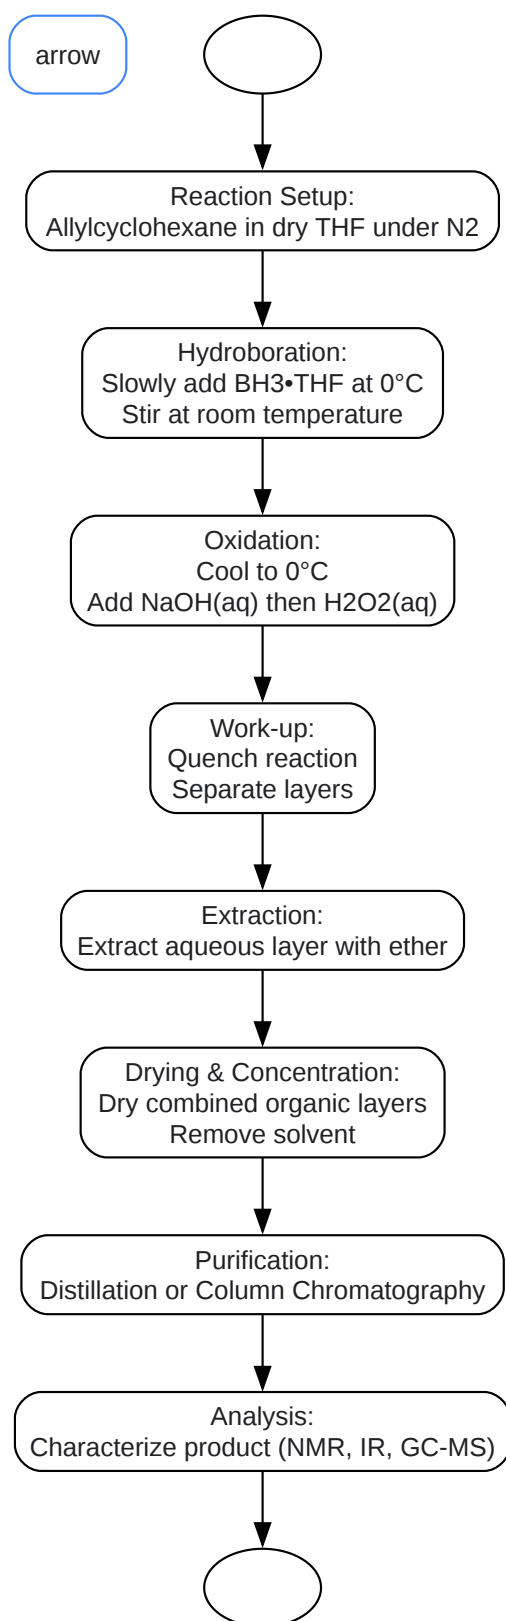 arrow
Reaction Setup:
Allylcyclohexane in dry THF under N2
Hydroboration:
Slowly add BH3•THF at 0°C
Stir at room temperature
Oxidation:
Cool to 0°C
Add NaOH(aq) then H2O2(aq)
Work-up:
Quench reaction
Separate layers
Extraction:
Extract aqueous layer with ether
Drying & Concentration:
Dry combined organic layers
Remove solvent
Purification:
Distillation or Column Chromatography
Analysis:
Characterize product (NMR, IR, GC-MS)